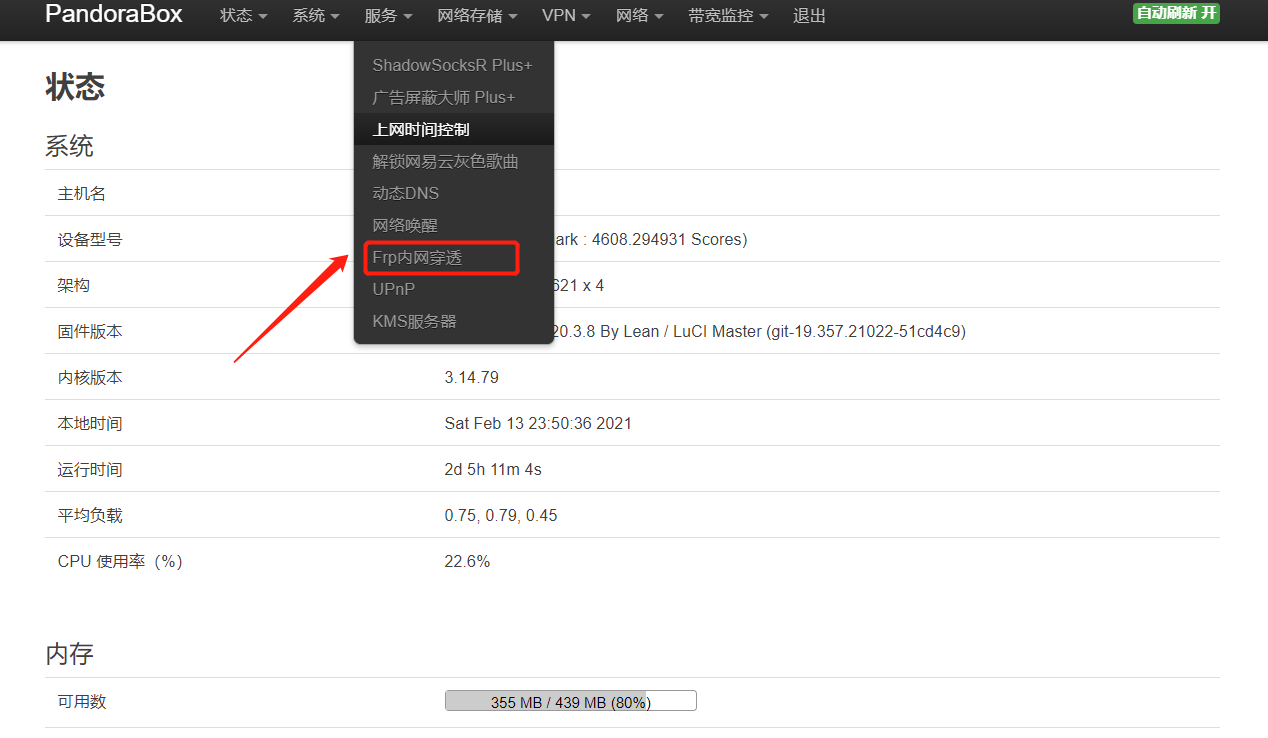 PandoraBox 状态 系统 服务 网络存储 VPN 网络 带宽监控 退出 自动刷新 开
ShadowSocksR Plus+
广告屏蔽大师 Plus+
上网时间控制
解锁网易云灰色歌曲
动态DNS
网络唤醒
Frp内网穿透
UPnP
KMS服务器
状态
系统
主机名
设备型号 ark : 4608.294931 Scores)
架构 621 x 4
固件版本 20.3.8 By Lean / LuCI Master (git-19.357.21022-51cd4c9)
内核版本 3.14.79
本地时间 Sat Feb 13 23:50:36 2021
运行时间 2d 5h 11m 4s
平均负载 0.75, 0.79, 0.45
CPU 使用率（%） 22.6%
内存
可用数 355 MB / 439 MB (80%)